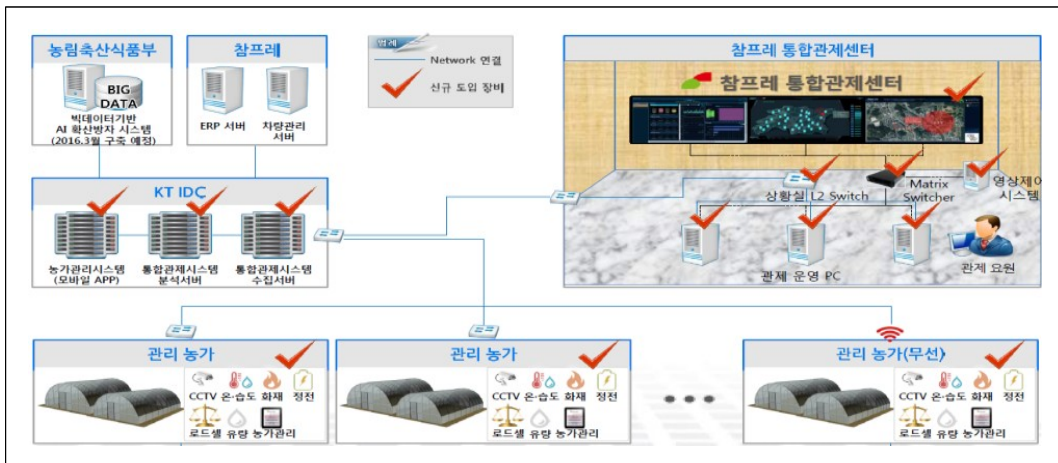 농림축산식품부
BIG
DATA
빅데이터기반
AI 확산방자 시스템
(2016.3월 구축 예정)
참프레
ERP 서버
차량관리
서버
범례
Network 연결
신규 도입 장비
참프레 통합관제센터
참프레 통합관제센터
상황실 L2 Switch
Matrix
Switcher
영상제어
시스템
관제 운영 PC
관제 요원
KT IDC
농가관리시스템
(모바일 APP)
통합관제시스템
분석서버
통합관제시스템
수집서버
관리 농가
CCTV 온·습도 화재 정전
로드셀 유량 농가관리
관리 농가
CCTV 온·습도 화재 정전
로드셀 유량 농가관리
관리 농가(무선)
CCTV 온·습도 화재 정전
로드셀 유량 농가관리